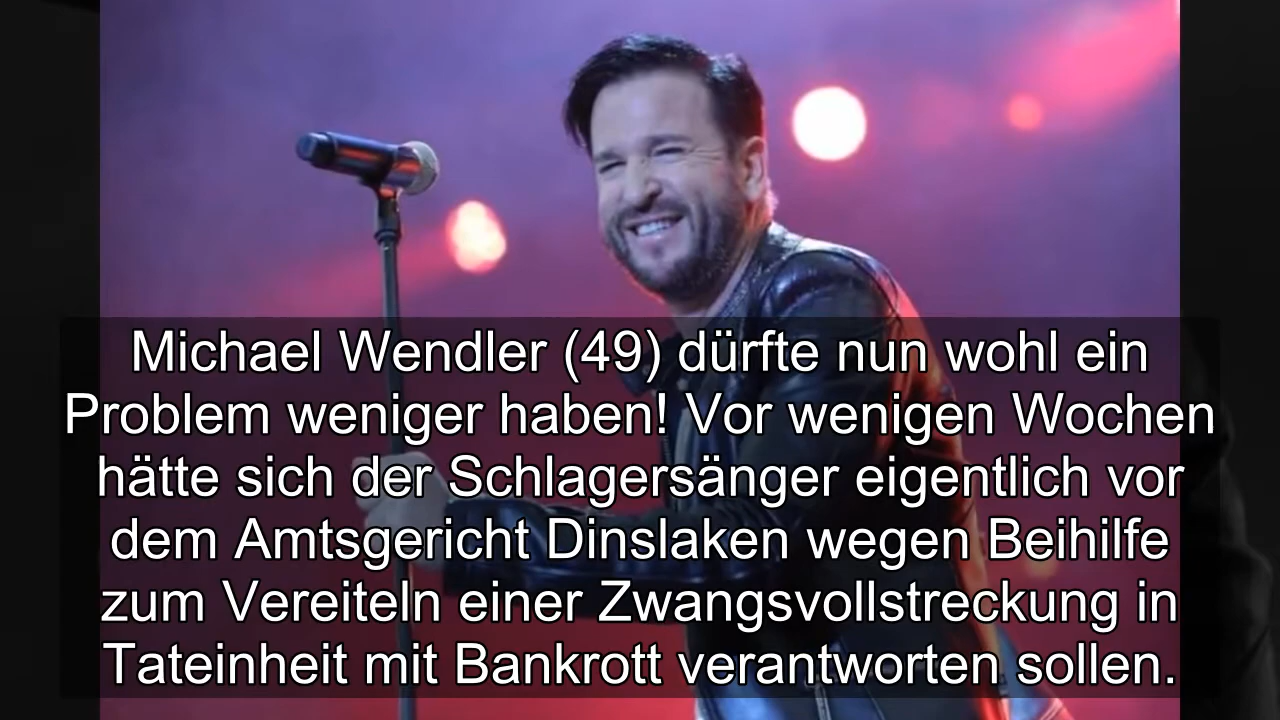 Michael Wendler (49) dürfte nun wohl ein
Problem weniger haben! Vor wenigen Wochen
hätte sich der Schlagersänger eigentlich vor
dem Amtsgericht Dinslaken wegen Beihilfe
zum Vereiteln einer Zwangsvollstreckung in
Tateinheit mit Bankrott verantworten sollen.